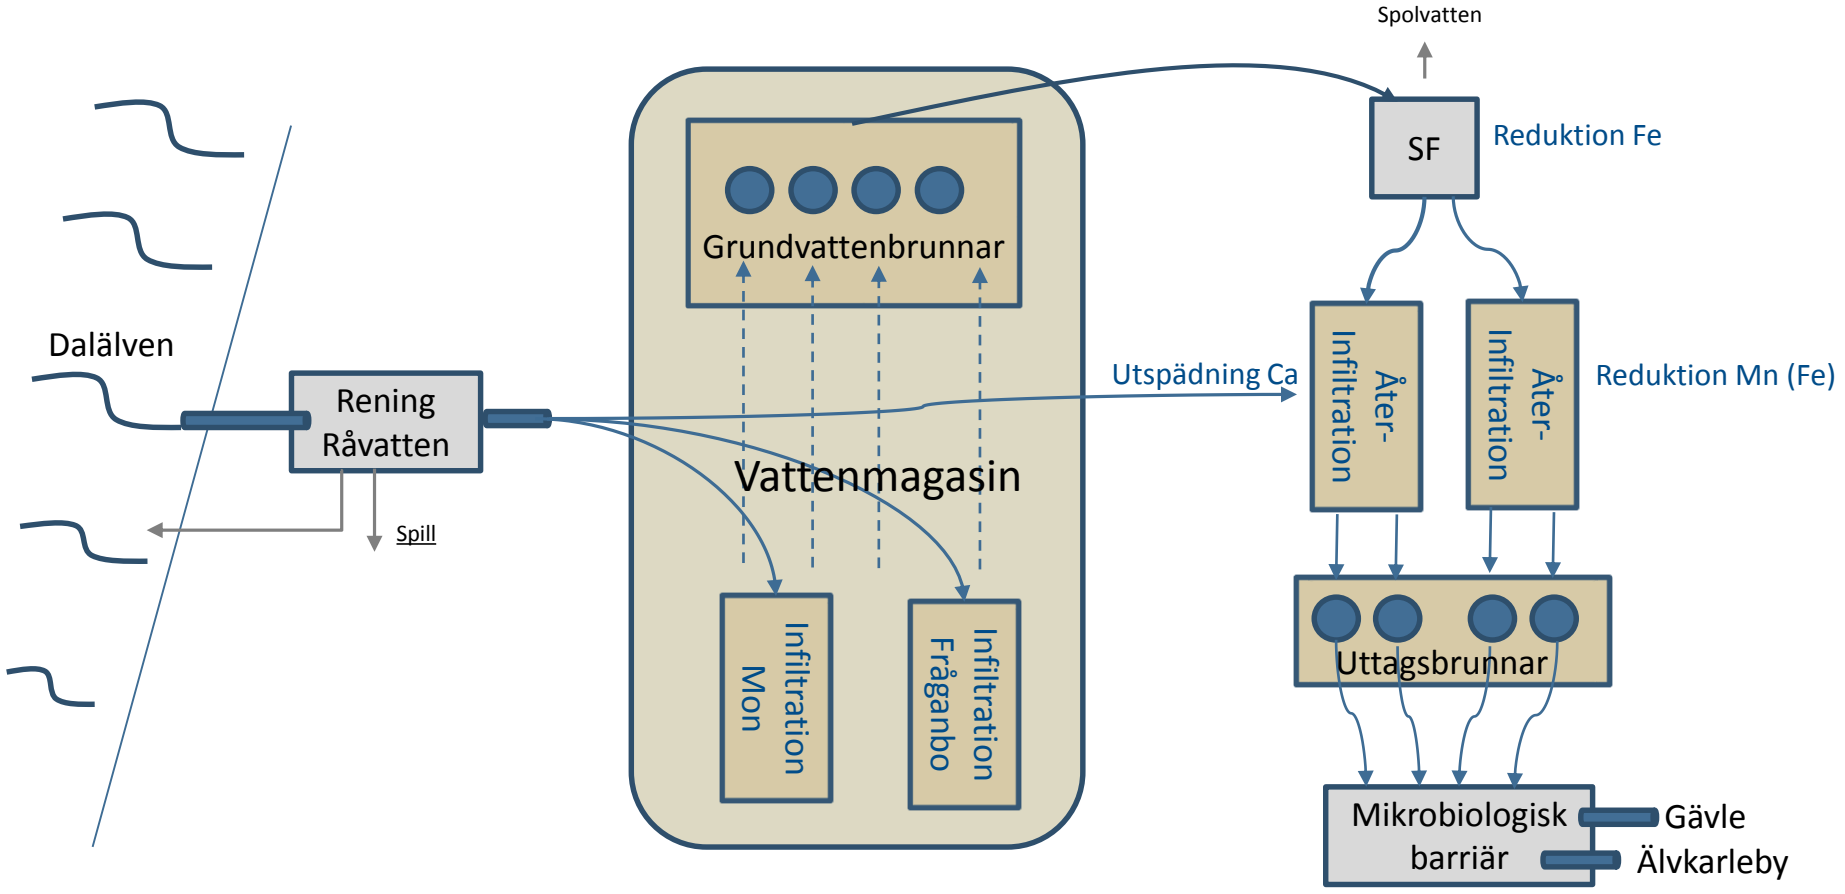 Spolvatten
SF
Reduktion Fe
Grundvattenbrunnar
Dalälven
Rening
Råvatten
Utspädning Ca
Åter-
Infiltration
Åter-
Infiltration
Reduktion Mn (Fe)
Vattenmagasin
Spill
Infiltration
Mon
Infiltration
Fråganbo
Uttagsbrunnar
Mikrobiologisk
barriär
Gävle
Älvkarleby